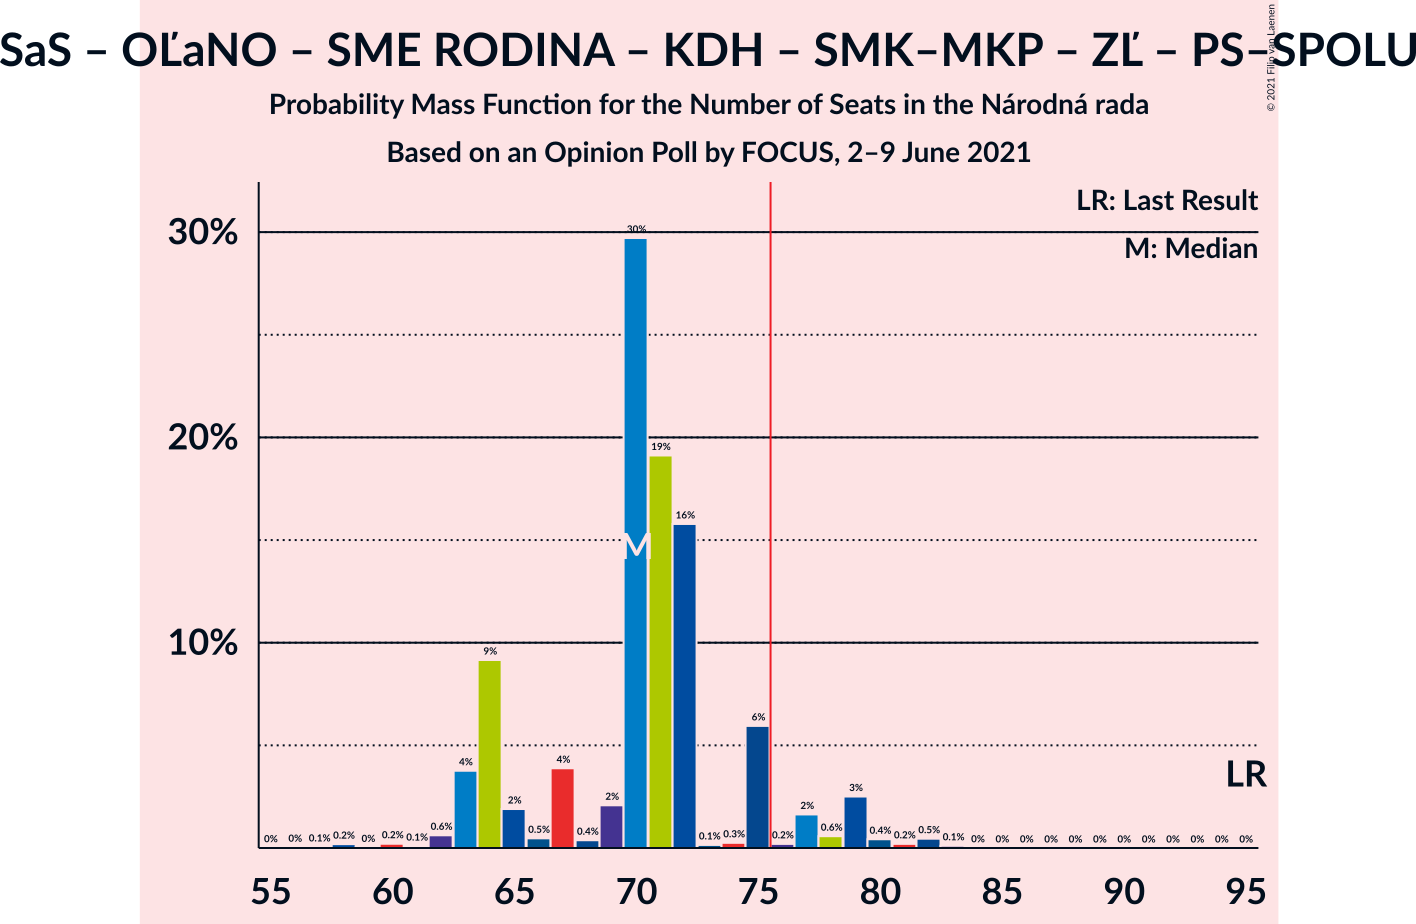 SaS – OĽaNO – SME RODINA – KDH – SMK–MKP – ZĽ – PS–SPOLU
© 2021 Filip van Laenen
Probability Mass Function for the Number of Seats in the Národná rada
Based on an Opinion Poll by FOCUS, 2–9 June 2021
LR: Last Result
M: Median
30%
20%
10%
0% 0% 0.1% 0.2% 0% 0.2% 0.1% 0.6% 4% 9% 2% 0.5% 4% 0.4% 2% 30% 19% 16% 0.1% 0.3% 6% 0.2% 2% 0.6% 3% 0.4% 0.2% 0.5% 0.1% 0% 0% 0% 0% 0% 0% 0% 0% 0% 0% 0% 0%
M
LR
55 60 65 70 75 80 85 90 95